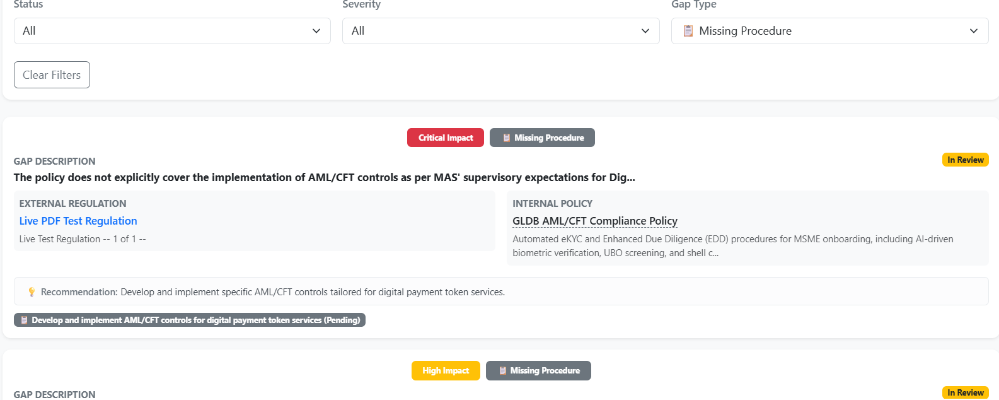 Status
Severity
Gap Type
All
All
Missing Procedure
Clear Filters
Critical Impact
Missing Procedure
GAP DESCRIPTION
In Review
The policy does not explicitly cover the implementation of AML/CFT controls as per MAS' supervisory expectations for Dig...
EXTERNAL REGULATION
Live PDF Test Regulation
Live Test Regulation -- 1 of 1 --
INTERNAL POLICY
GLDB AML/CFT Compliance Policy
Automated eKYC and Enhanced Due Diligence (EDD) procedures for MSME onboarding, including AI-driven
biometric verification, UBO screening, and shell c...
Recommendation: Develop and implement specific AML/CFT controls tailored for digital payment token services.
Develop and implement AML/CFT controls for digital payment token services (Pending)
High Impact
Missing Procedure
GAP DESCRIPTION
In Review